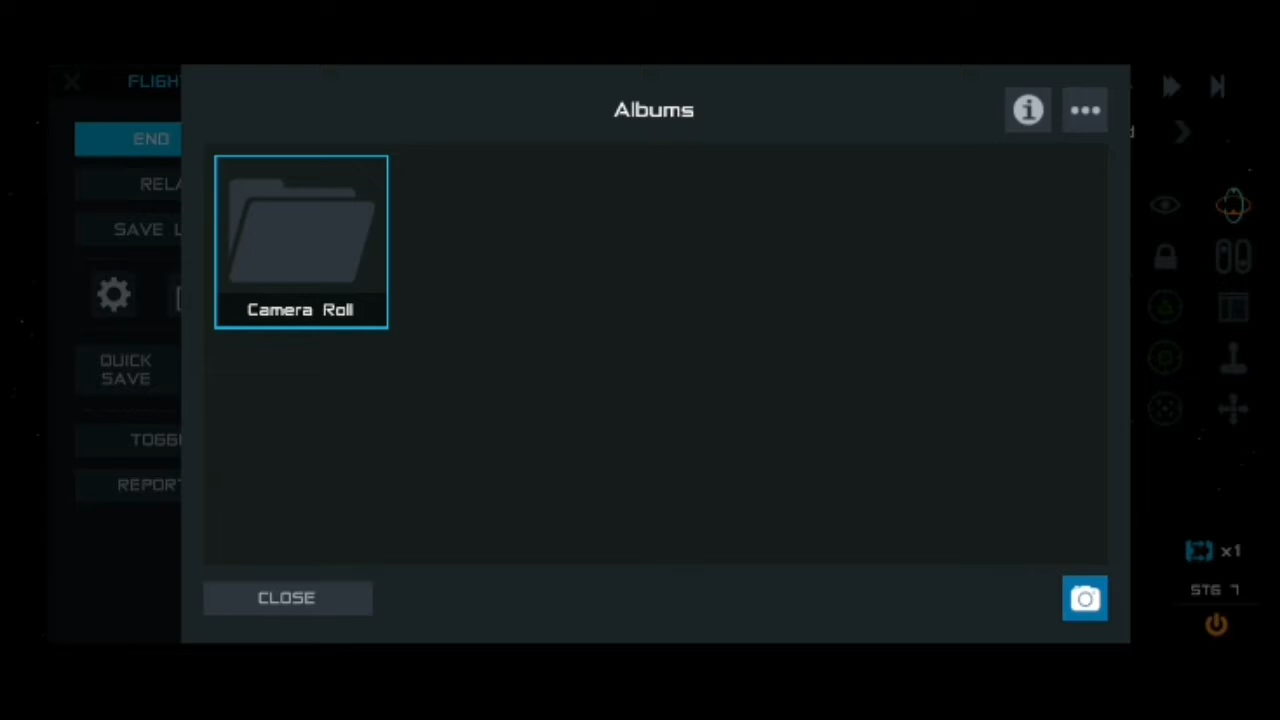 FLIGH
Albums
END
RELA
SAVE L
Camera Roll
QUICK
SAVE
TOGG
REPORT
x1
CLOSE
STG 7